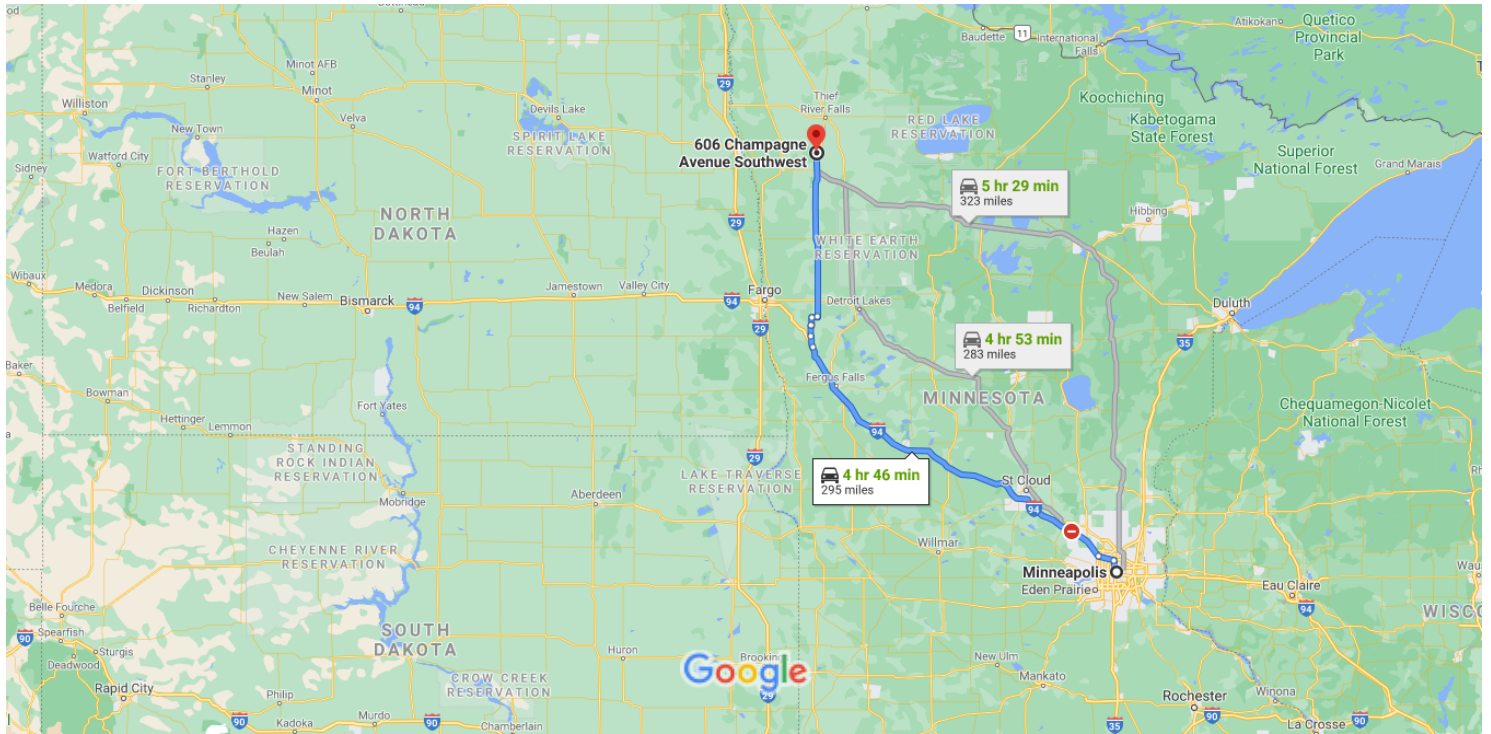 Quetico
Provincial
Park
Atikokan
Baudette
11
International
Falls
Minot AFB
Minot
Stanley
Williston
Velva
New Town
Watford City
Sidney
FORT BERTHOLD
RESERVATION
Devils Lake
SPIRIT LAKE
RESERVATION
29
Thief
River Falls
606 Champagne
Avenue Southwest
RED LAKE
RESERVATION
Koochiching
Kabetogama
State Forest
Superior
National Forest
Grand Marais
5 hr 29 min
323 miles
Hibbing
NORTH
DAKOTA
Hazen
Beulah
29
WHITE EARTH
RESERVATION
Wibaux
Medora
Dickinson
Belfield
Richardton
New Salem
Bismarck
94
Jamestown
Valley City
94
Fargo
29
Detroit Lakes
Duluth
35
4 hr 53 min
283 miles
Baker
Bowman
Hettinger
Lemmon
Fort Yates
Fergus Falls
MINNESOTA
Chequamegon-Nicolet
National Forest
94
STANDING
ROCK INDIAN
RESERVATION
29
LAKE TRAVERSE
RESERVATION
4 hr 46 min
295 miles
St Cloud
94
Mobridge
Aberdeen
CHEYENNE RIVER
RESERVATION
Willmar
Minneapolis
Eden Prairie
Eau Claire
94
Wau
Belle Fourche
WISCO
90
Spearfish
Sturgis
Deadwood
SOUTH
DAKOTA
Huron
Google
Brookin
29
New Ulm
Mankato
Rapid City
Philip
CROW CREEK
RESERVATION
Rochester
90
Winona
90
Kadoka
Murdo
90
Chamberlain
35
La Crosse
90